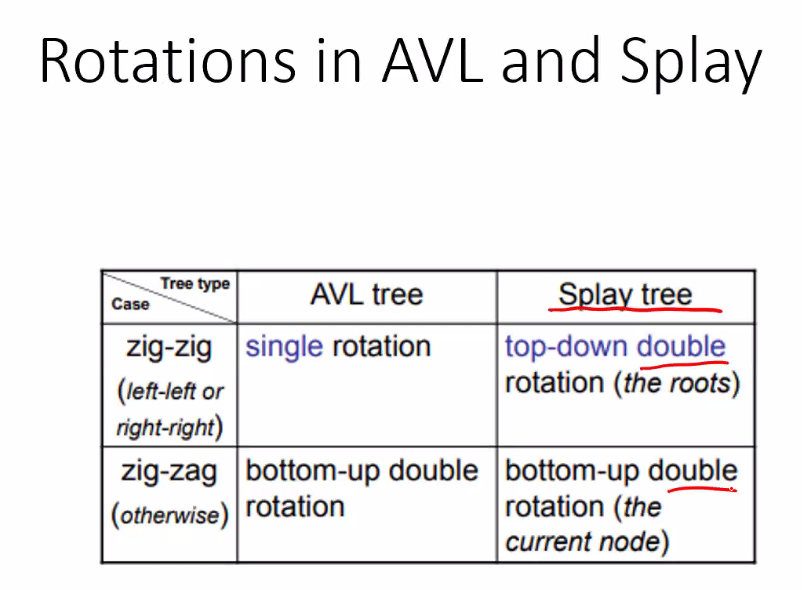 Rotations in AVL and Splay
Tree type
Case
AVL tree
Splay tree
zig-zig
(left-left or
right-right)
single rotation
top-down double
rotation (the roots)
zig-zag
(otherwise)
bottom-up double
rotation
bottom-up double
rotation (the
current node)